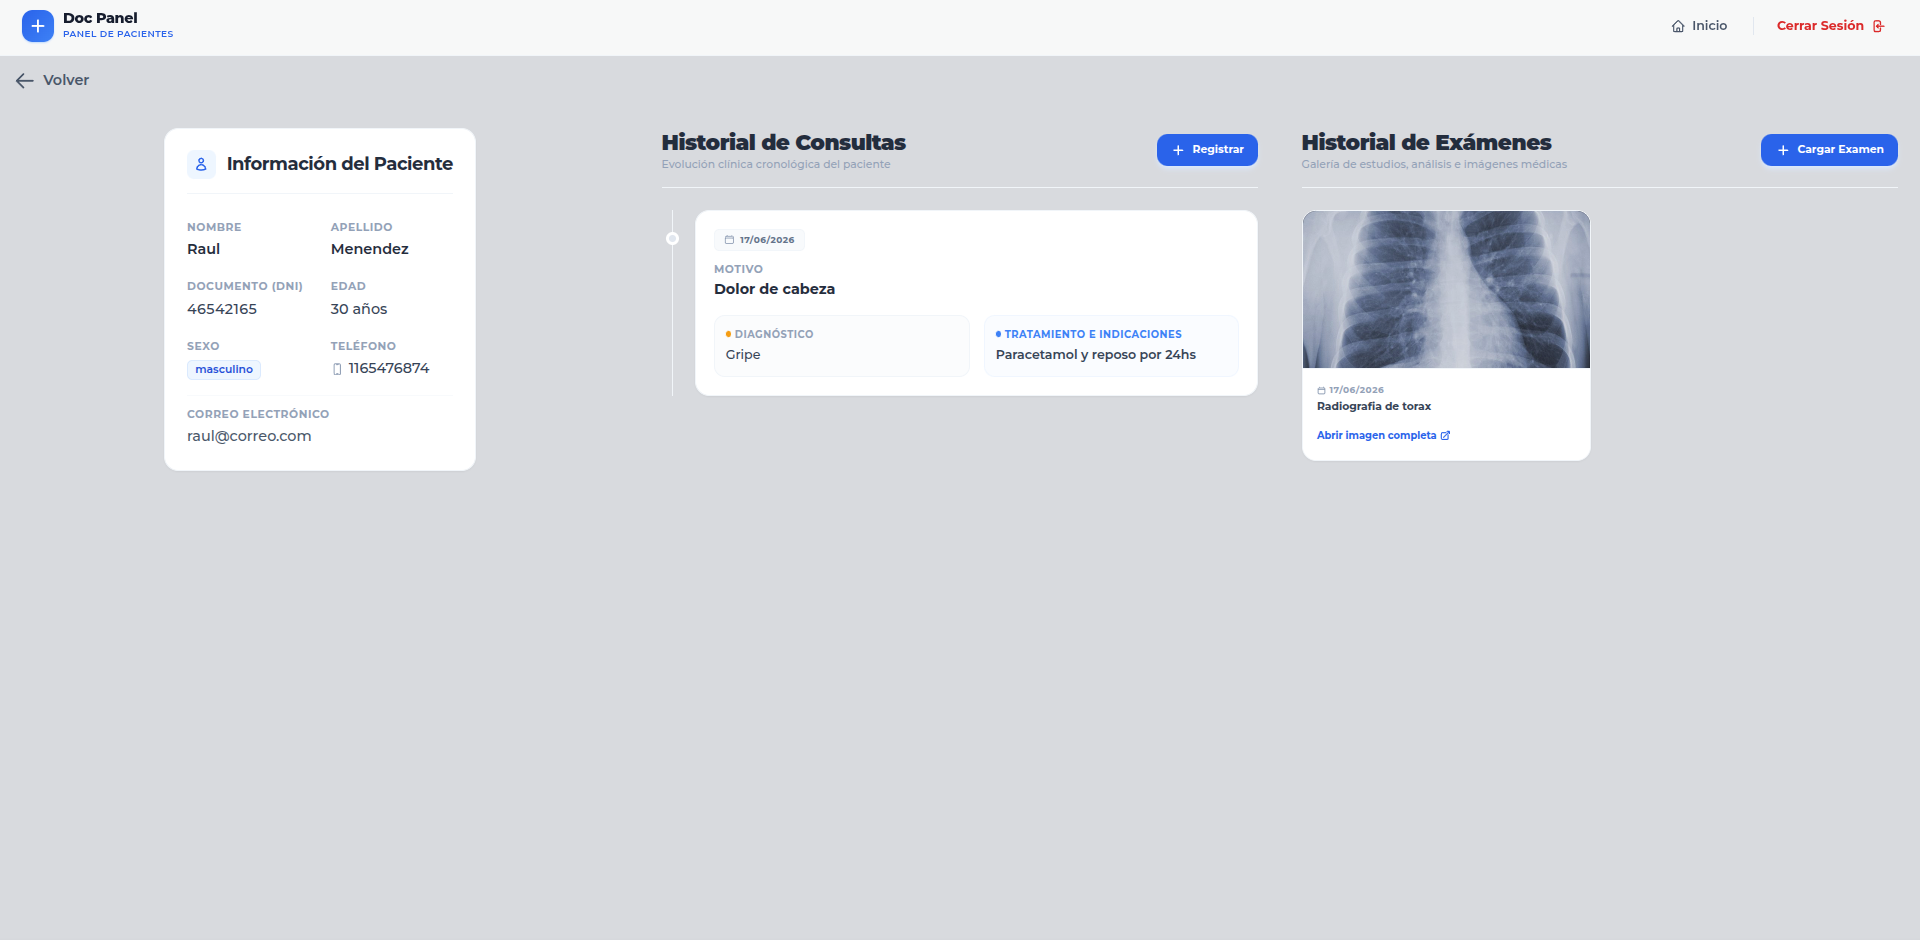 Doc Panel
PANEL DE PACIENTES
Inicio
Cerrar Sesión
Volver
Información del Paciente
NOMBRE
Raul
APELLIDO
Menendez
DOCUMENTO (DNI)
46542165
EDAD
30 años
SEXO
masculino
TELÉFONO
1165476874
CORREO ELECTRÓNICO
raul@correo.com
Historial de Consultas
Evolución clínica cronológica del paciente
Registrar
17/06/2026
MOTIVO
Dolor de cabeza
DIAGNÓSTICO
Gripe
TRATAMIENTO E INDICACIONES
Paracetamol y reposo por 24hs
Historial de Exámenes
Galería de estudios, análisis e imágenes médicas
Cargar Examen
17/06/2026
Radiografia de torax
Abrir imagen completa